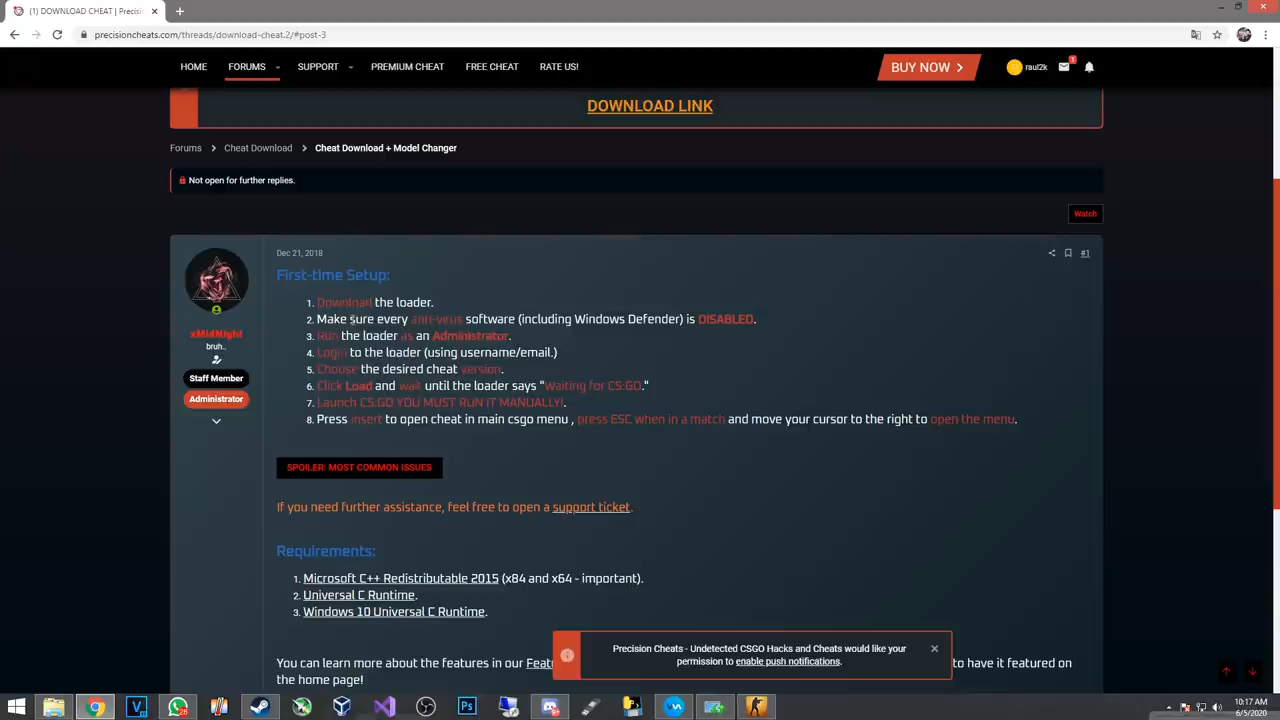 (1) DOWNLOAD CHEAT | Precisi
precisioncheats.com/threads/download-cheat.2/#post-3
HOME FORUMS SUPPORT PREMIUM CHEAT FREE CHEAT RATE US! BUY NOW raul2k
DOWNLOAD LINK
Forums Cheat Download Cheat Download + Model Changer
Not open for further replies.
Watch
Dec 21, 2018 #1
First-time Setup:
1. Download the loader.
2. Make sure every anti-virus software (including Windows Defender) is DISABLED.
3. Run the loader as an Administrator.
4. Login to the loader (using username/email.)
5. Choose the desired cheat version.
6. Click Load and wait until the loader says "Waiting for CS:GO."
7. Launch CS:GO YOU MUST RUN IT MANUALLY!.
8. Press insert to open cheat in main csgo menu , press ESC when in a match and move your cursor to the right to open the menu.
xMidNight
bruh..
Staff Member
Administrator
SPOILER: MOST COMMON ISSUES
If you need further assistance, feel free to open a support ticket.
Requirements:
1. Microsoft C++ Redistributable 2015 (x84 and x64 - important).
2. Universal C Runtime.
3. Windows 10 Universal C Runtime.
Precision Cheats - Undetected CSGO Hacks and Cheats would like your
permission to enable push notifications.
You can learn more about the features in our Feat to have it featured on
the home page!
28
10:17 AM
6/5/2020